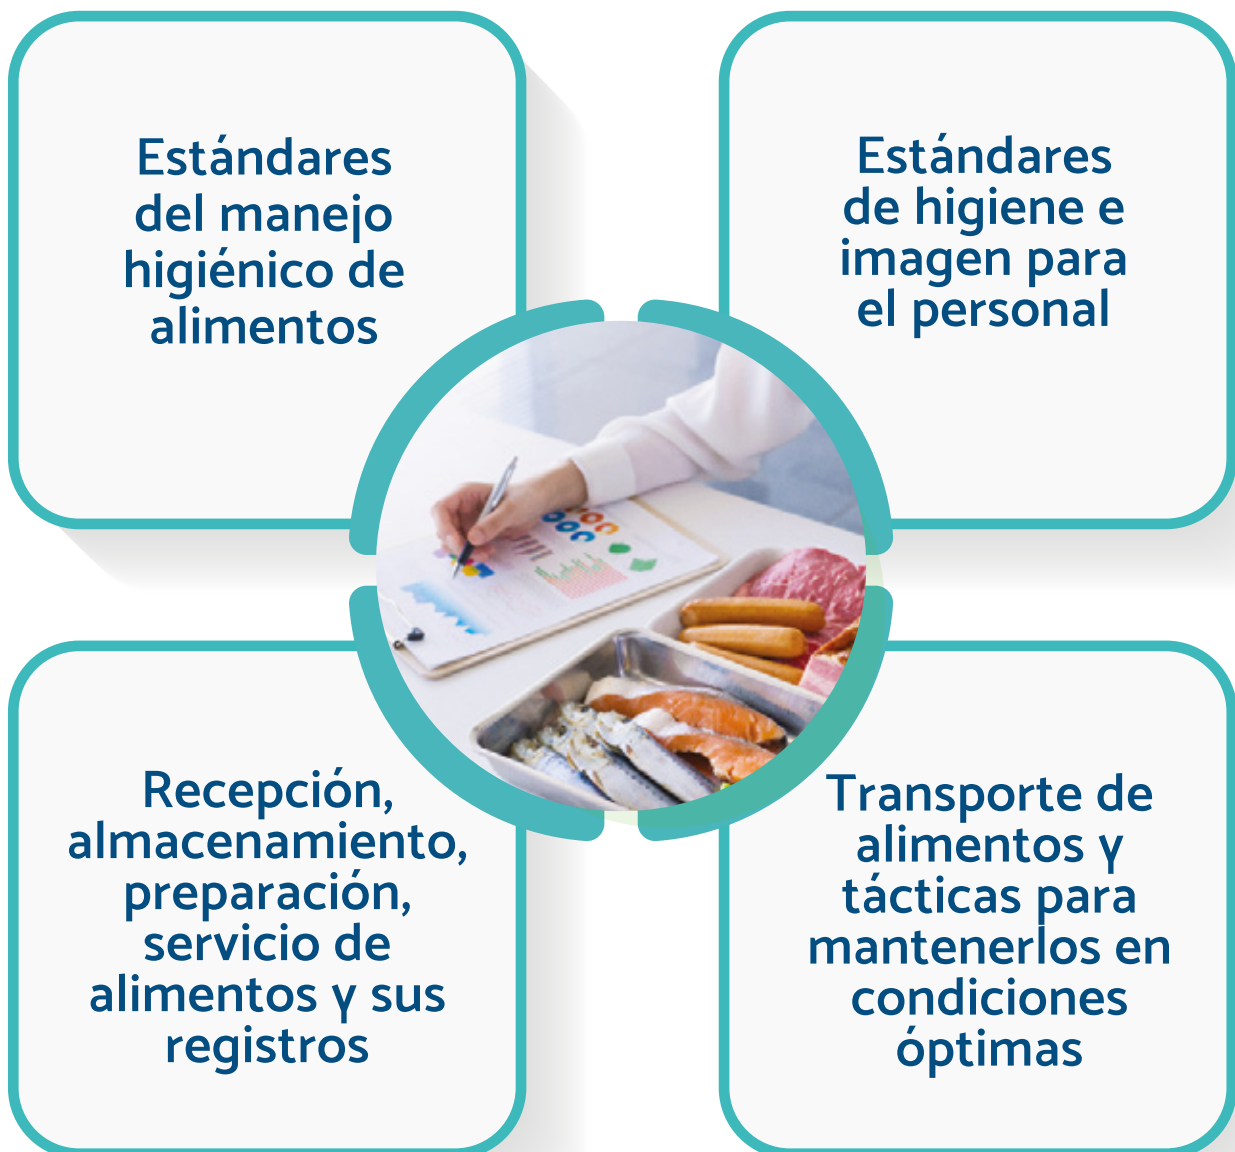 Estándares
del manejo
higiénico de
alimentos
Estándares
de higiene e
imagen para
el personal
Recepción,
almacenamiento,
preparación,
servicio de
alimentos y sus
registros
Transporte de
alimentos y
tácticas para
mantenerlos en
condiciones
óptimas